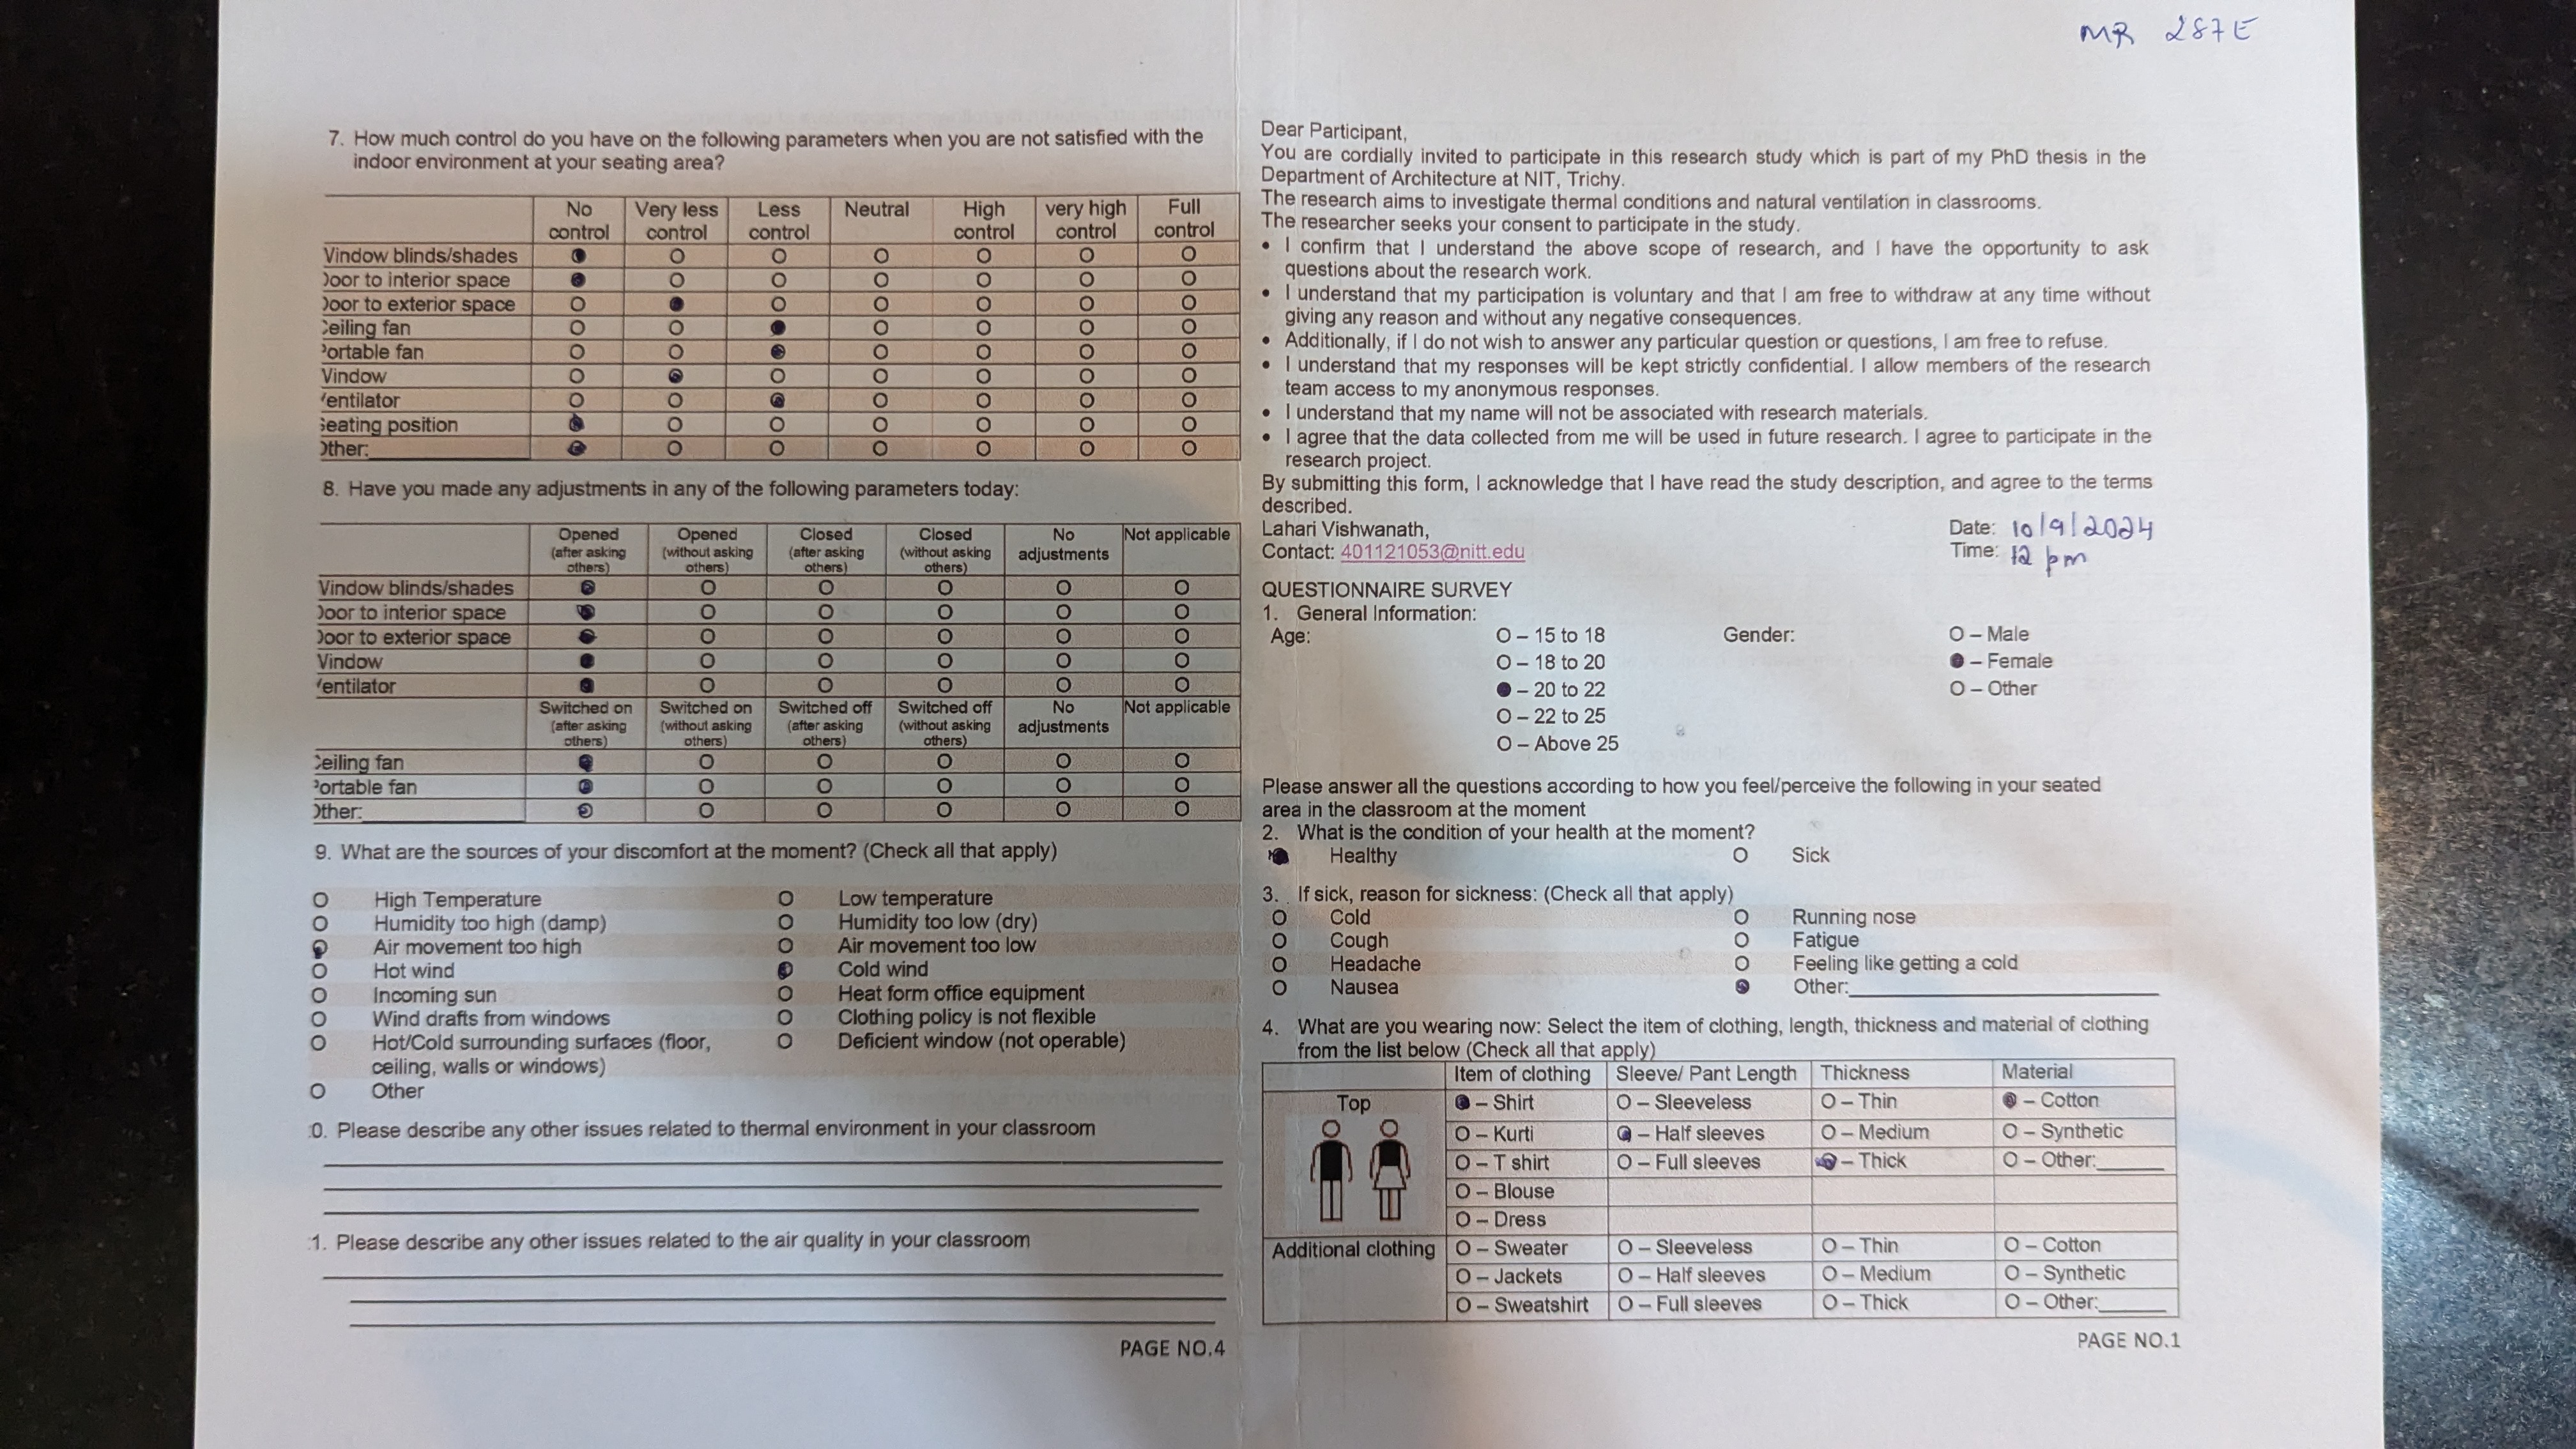 MR 287E
7. How much control do you have on the following parameters when you are not satisfied with the
indoor environment at your seating area?
No control Very less control Less control Neutral High control very high control Full control
Vindow blinds/shades ● O O O O O O
Door to interior space ● O O O O O O
Door to exterior space O ● O O O O O
Ceiling fan O O ● O O O O
Portable fan O O ● O O O O
Vindow O ● O O O O O
Ventilator O O ● O O O O
Seating position ● O O O O O O
Other: ● O O O O O O
8. Have you made any adjustments in any of the following parameters today:
Opened (after asking others) Opened (without asking others) Closed (after asking others) Closed (without asking others) No adjustments Not applicable
Vindow blinds/shades ● O O O O O
Door to interior space ● O O O O O
Door to exterior space ● O O O O O
Vindow ● O O O O O
Ventilator ● O O O O O
Switched on (after asking others) Switched on (without asking others) Switched off (after asking others) Switched off (without asking others) No adjustments Not applicable
Ceiling fan ● O O O O O
Portable fan ● O O O O O
Other: ● O O O O O
9. What are the sources of your discomfort at the moment? (Check all that apply)
O High Temperature O Low temperature
O Humidity too high (damp) O Humidity too low (dry)
● Air movement too high O Air movement too low
O Hot wind ● Cold wind
O Incoming sun O Heat form office equipment
O Wind drafts from windows O Clothing policy is not flexible
O Hot/Cold surrounding surfaces (floor, O Deficient window (not operable)
ceiling, walls or windows)
O Other
0. Please describe any other issues related to thermal environment in your classroom
1. Please describe any other issues related to the air quality in your classroom
PAGE NO.4
Dear Participant,
You are cordially invited to participate in this research study which is part of my PhD thesis in the
Department of Architecture at NIT, Trichy.
The research aims to investigate thermal conditions and natural ventilation in classrooms.
The researcher seeks your consent to participate in the study.
• I confirm that I understand the above scope of research, and I have the opportunity to ask
questions about the research work.
• I understand that my participation is voluntary and that I am free to withdraw at any time without
giving any reason and without any negative consequences.
• Additionally, if I do not wish to answer any particular question or questions, I am free to refuse.
• I understand that my responses will be kept strictly confidential. I allow members of the research
team access to my anonymous responses.
• I understand that my name will not be associated with research materials.
• I agree that the data collected from me will be used in future research. I agree to participate in the
research project.
By submitting this form, I acknowledge that I have read the study description, and agree to the terms
described.
Lahari Vishwanath, Date: 10/9/2024
Contact: 401121053@nitt.edu Time: 12 pm
QUESTIONNAIRE SURVEY
1. General Information:
Age: O – 15 to 18 Gender: O – Male
O – 18 to 20 ● – Female
● – 20 to 22 O – Other
O – 22 to 25
O – Above 25
Please answer all the questions according to how you feel/perceive the following in your seated
area in the classroom at the moment
2. What is the condition of your health at the moment?
● Healthy O Sick
3. If sick, reason for sickness: (Check all that apply)
O Cold O Running nose
O Cough O Fatigue
O Headache O Feeling like getting a cold
O Nausea ● Other:
4. What are you wearing now: Select the item of clothing, length, thickness and material of clothing
from the list below (Check all that apply)
Item of clothing Sleeve/ Pant Length Thickness Material
Top ● – Shirt O – Sleeveless O – Thin ● – Cotton
O – Kurti ● – Half sleeves O – Medium O – Synthetic
O – T shirt O – Full sleeves ● – Thick O – Other:
O – Blouse
O – Dress
Additional clothing O – Sweater O – Sleeveless O – Thin O – Cotton
O – Jackets O – Half sleeves O – Medium O – Synthetic
O – Sweatshirt O – Full sleeves O – Thick O – Other:
PAGE NO.1